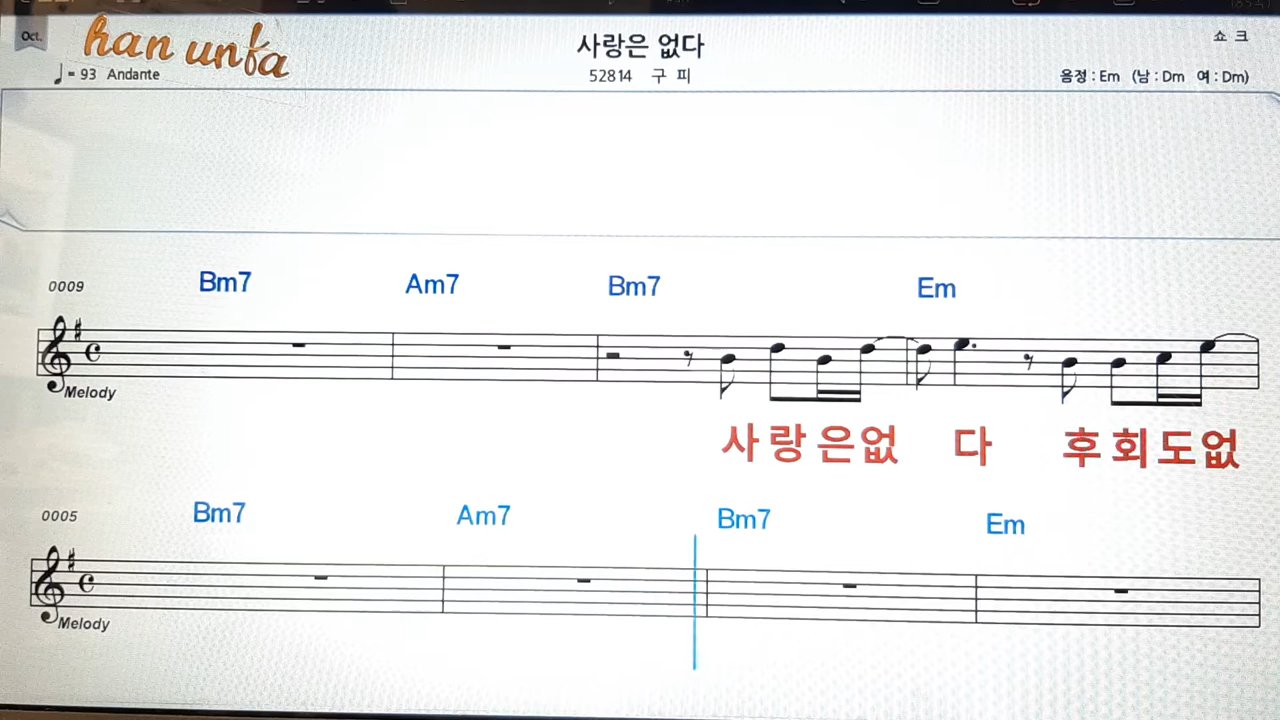 Oct.
han unfa
사랑은 없다
쇼 크
= 93 Andante
52814 구 피
음정 : Em (남 : Dm 여 : Dm)
0009
Bm7 Am7 Bm7 Em
Melody
사랑은없 다 후회도없
0005
Bm7 Am7 Bm7 Em
Melody